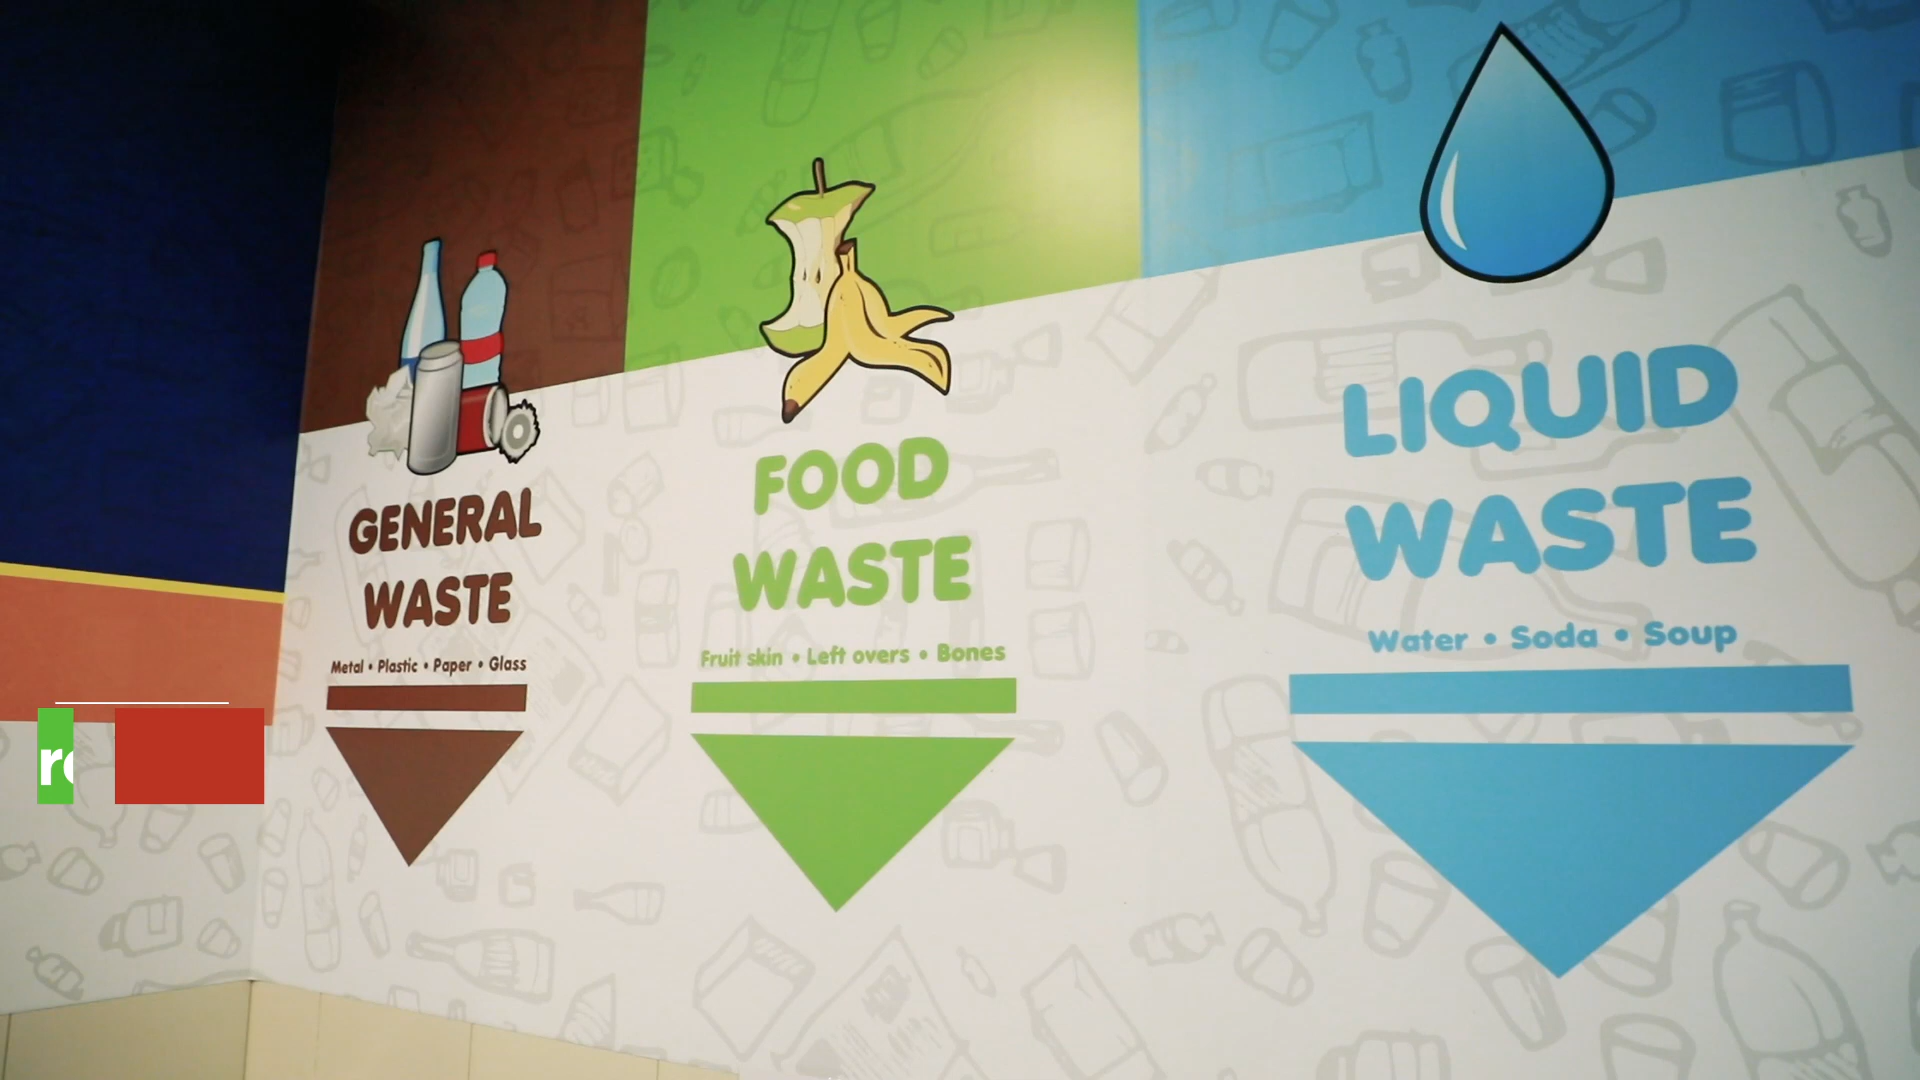 GENERAL
WASTE
Metal • Plastic • Paper • Glass
FOOD
WASTE
Fruit skin • Left overs • Bones
LIQUID
WASTE
Water • Soda • Soup